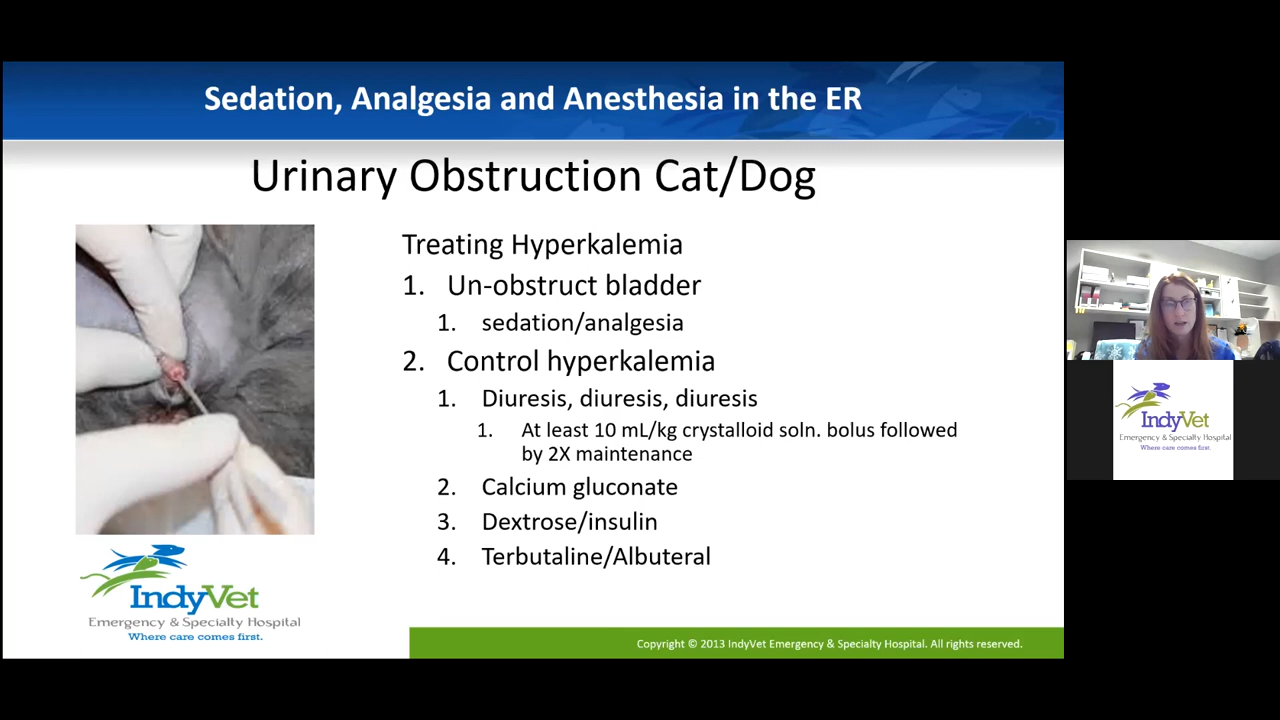 Sedation, Analgesia and Anesthesia in the ER
Urinary Obstruction Cat/Dog
Treating Hyperkalemia
1. Un-obstruct bladder
1. sedation/analgesia
2. Control hyperkalemia
1. Diuresis, diuresis, diuresis
1. At least 10 mL/kg crystalloid soln. bolus followed
by 2X maintenance
2. Calcium gluconate
3. Dextrose/insulin
4. Terbutaline/Albuteral
IndyVet
Emergency & Specialty Hospital
Where care comes first.
Copyright © 2013 IndyVet Emergency & Specialty Hospital. All rights reserved.
IndyVet
Emergency & Specialty Hospital
Where care comes first.